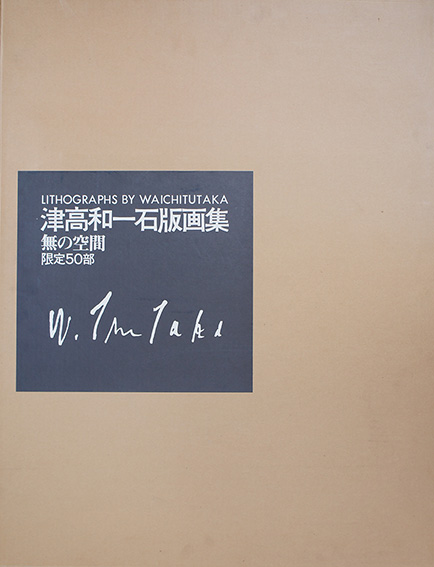 LITHOGRAPHS BY WAICHITUTAKA
津高和一石版画集
無の空間
限定50部
W. Tsutaka